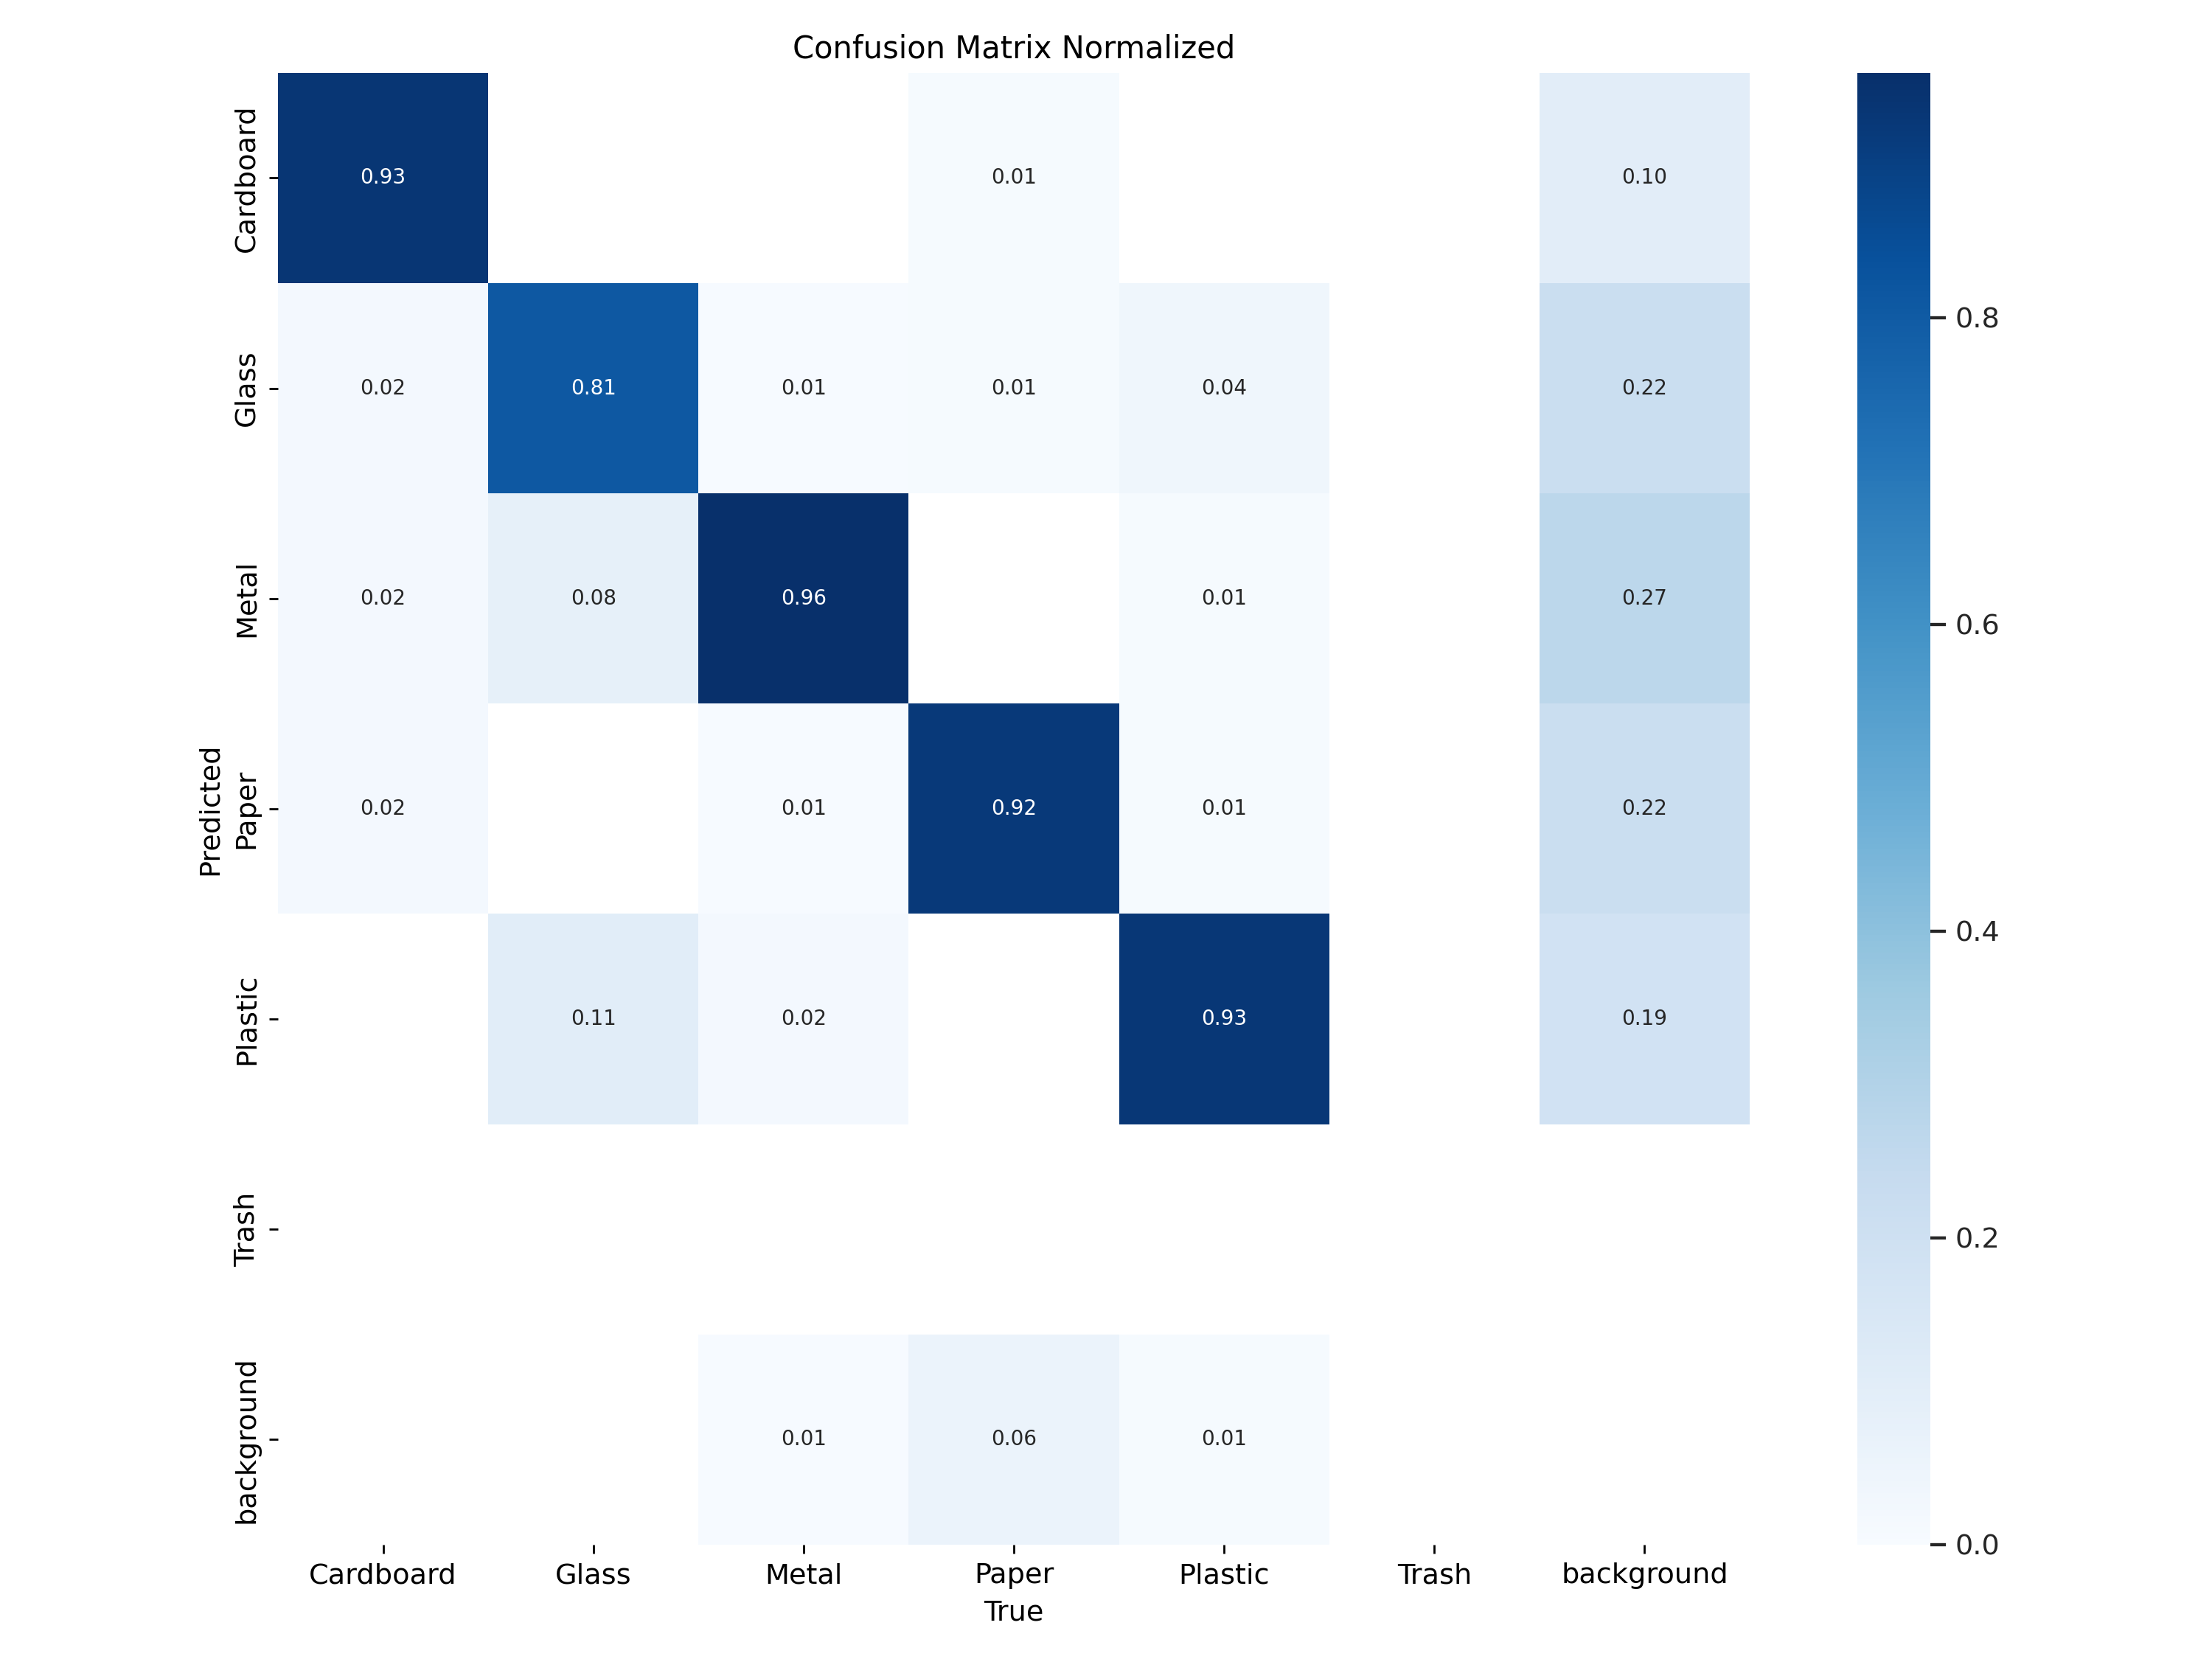 Confusion Matrix Normalized
Cardboard 0.93 0.01 0.10
Glass 0.02 0.81 0.01 0.01 0.04 0.22
Metal 0.02 0.08 0.96 0.01 0.27
Paper 0.02 0.01 0.92 0.01 0.22
Plastic 0.11 0.02 0.93 0.19
Trash
background 0.01 0.06 0.01
Predicted
Cardboard Glass Metal Paper Plastic Trash background
True
0.8
0.6
0.4
0.2
0.0